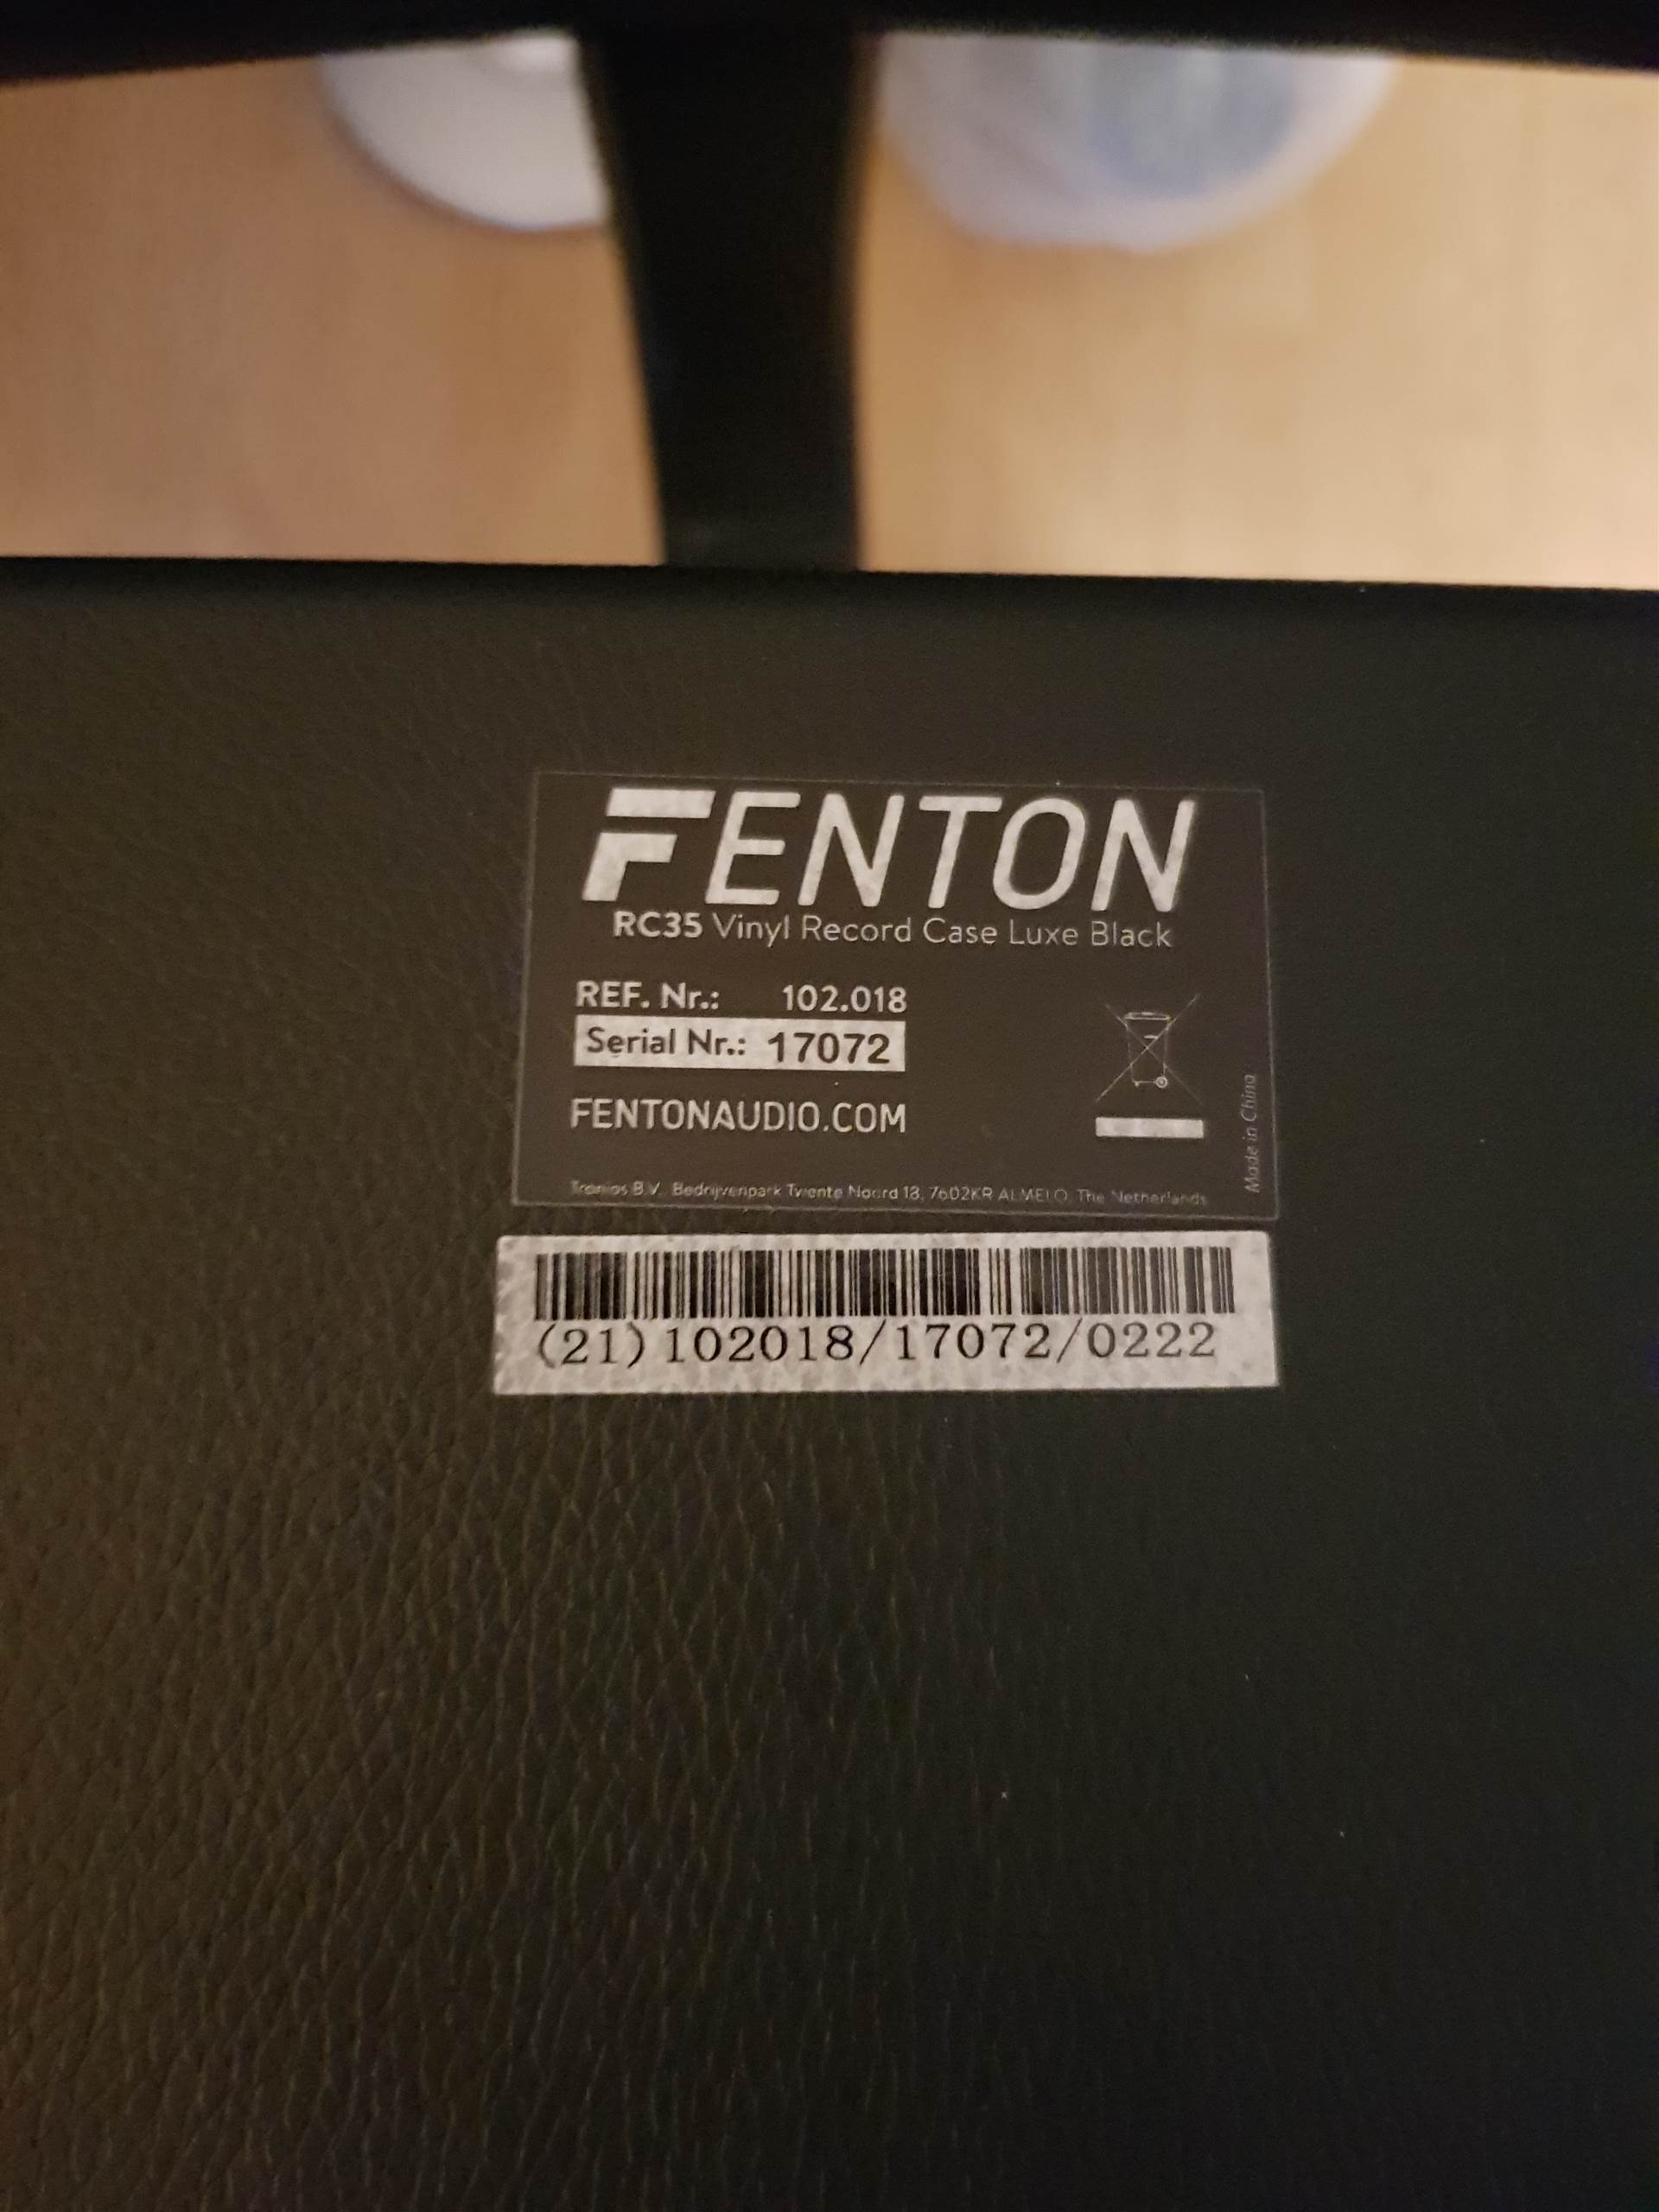 FENTON
RC35 Vinyl Record Case Luxe Black
REF. Nr.: 102.018
Serial Nr.: 17072
FENTONAUDIO.COM
Made in China
Tronios B.V. Bedrijvenpark Twente Noord 18, 7602KR ALMELO, The Netherlands
(21)102018/17072/0222